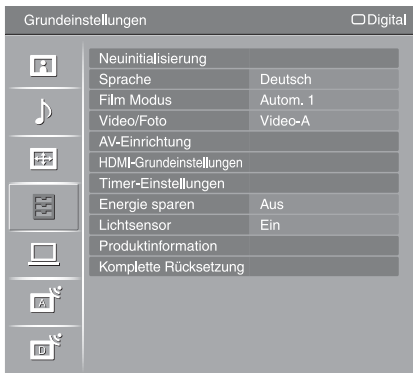 Grundeinstellungen Digital
Neuinitialisierung
Sprache Deutsch
Film Modus Autom. 1
Video/Foto Video-A
AV-Einrichtung
HDMI-Grundeinstellungen
Timer-Einstellungen
Energie sparen Aus
Lichtsensor Ein
Produktinformation
Komplette Rücksetzung
A
D